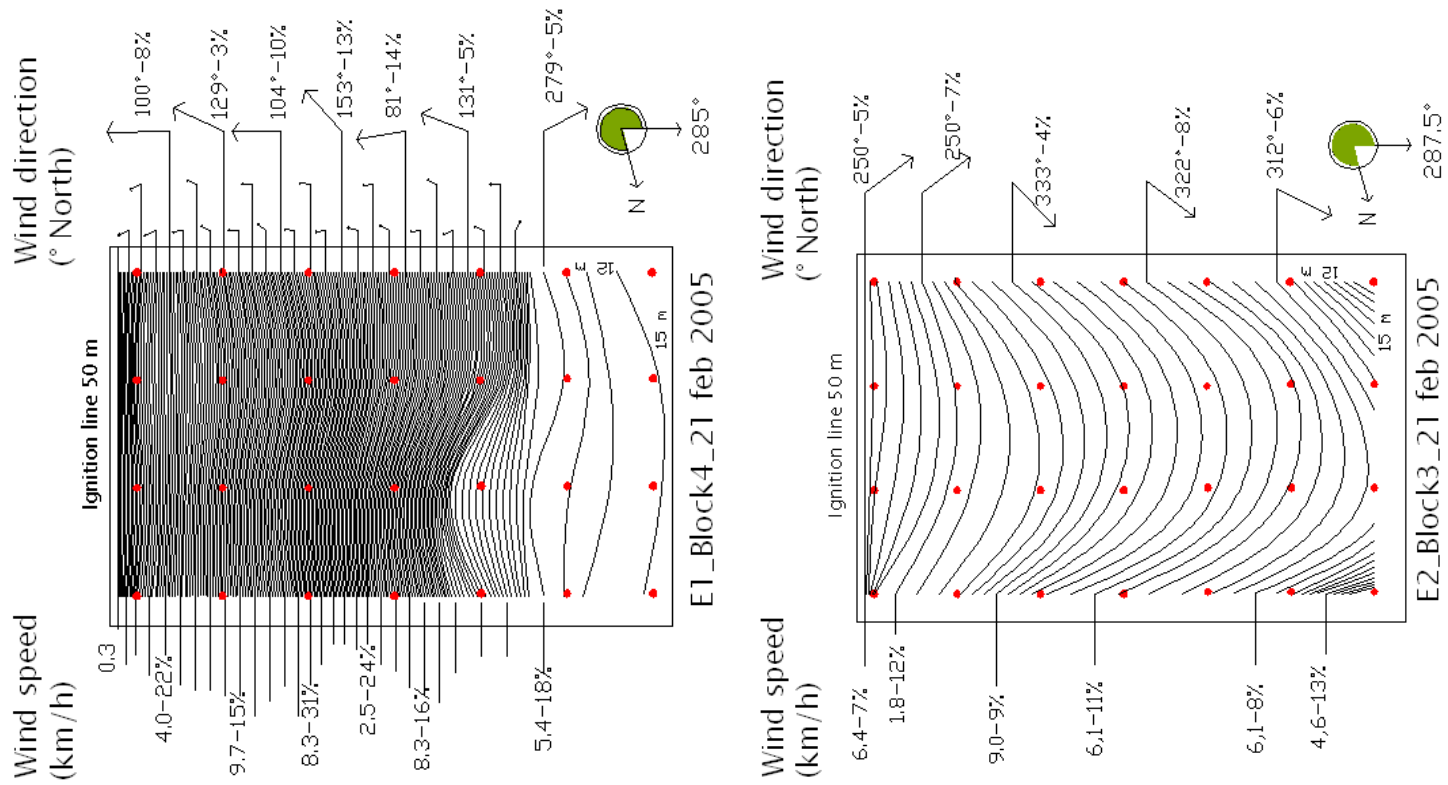 Wind speed
(km/h)
Ignition line 50 m
Wind direction
(° North)
0.3
4.0-22%
9.7-15%
8.3-31%
2.5-24%
8.3-16%
5.4-18%
100°-8%
129°-3%
104°-10%
153°-13%
81°-14%
131°-5%
279°-5%
12 m
15 m
N
285°
E1_Block4_21 feb 2005
Wind speed
(km/h)
Ignition line 50 m
Wind direction
(° North)
6.4-7%
1.8-12%
9.0-9%
6,1-11%
6,1-8%
4,6-13%
250°-5%
250°-7%
333°-4%
322°-8%
312°-6%
12 m
15 m
N
287,5°
E2_Block3_21 feb 2005